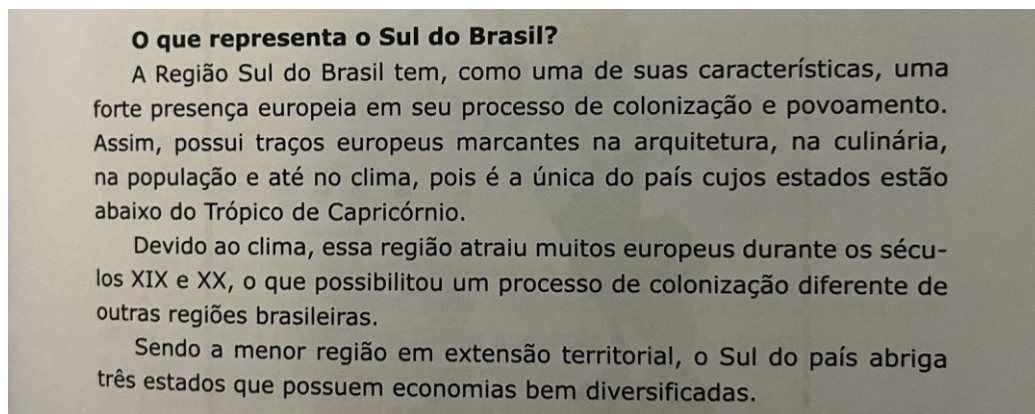 O que representa o Sul do Brasil?
A Região Sul do Brasil tem, como uma de suas características, uma
forte presença europeia em seu processo de colonização e povoamento.
Assim, possui traços europeus marcantes na arquitetura, na culinária,
na população e até no clima, pois é a única do país cujos estados estão
abaixo do Trópico de Capricórnio.
Devido ao clima, essa região atraiu muitos europeus durante os sécu-
los XIX e XX, o que possibilitou um processo de colonização diferente de
outras regiões brasileiras.
Sendo a menor região em extensão territorial, o Sul do país abriga
três estados que possuem economias bem diversificadas.